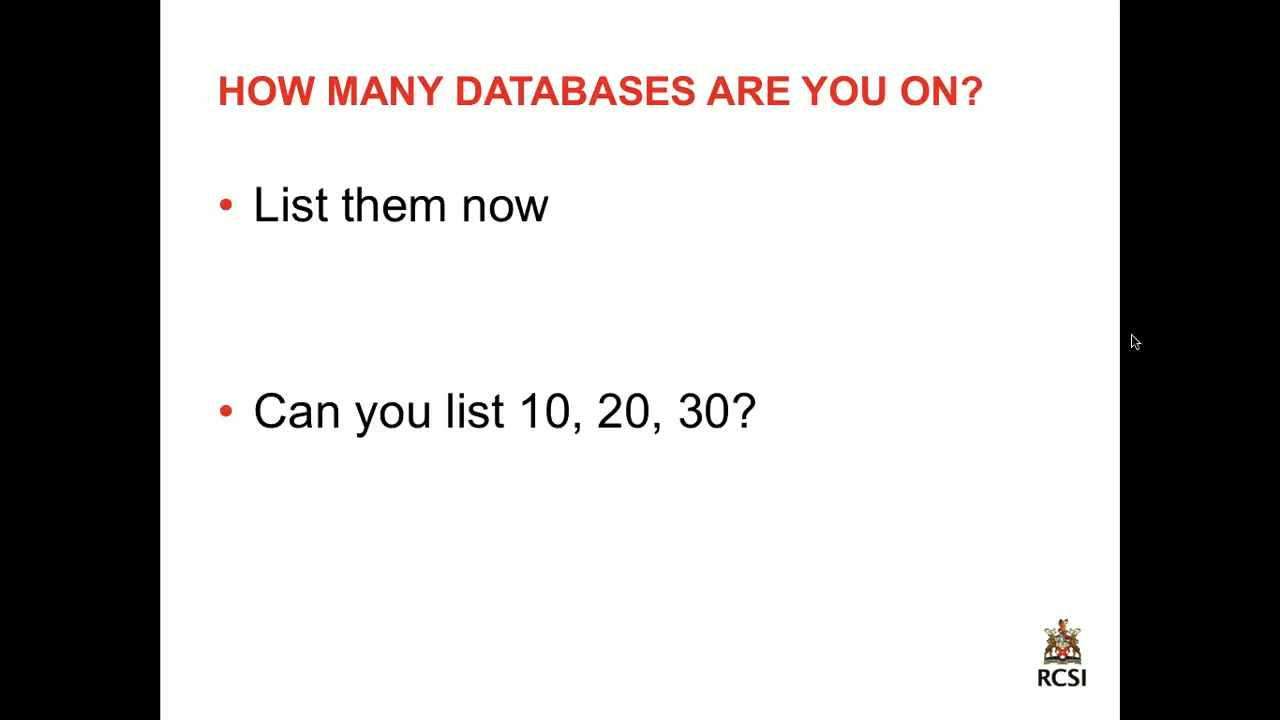 HOW MANY DATABASES ARE YOU ON?
• List them now
• Can you list 10, 20, 30?
RCSI